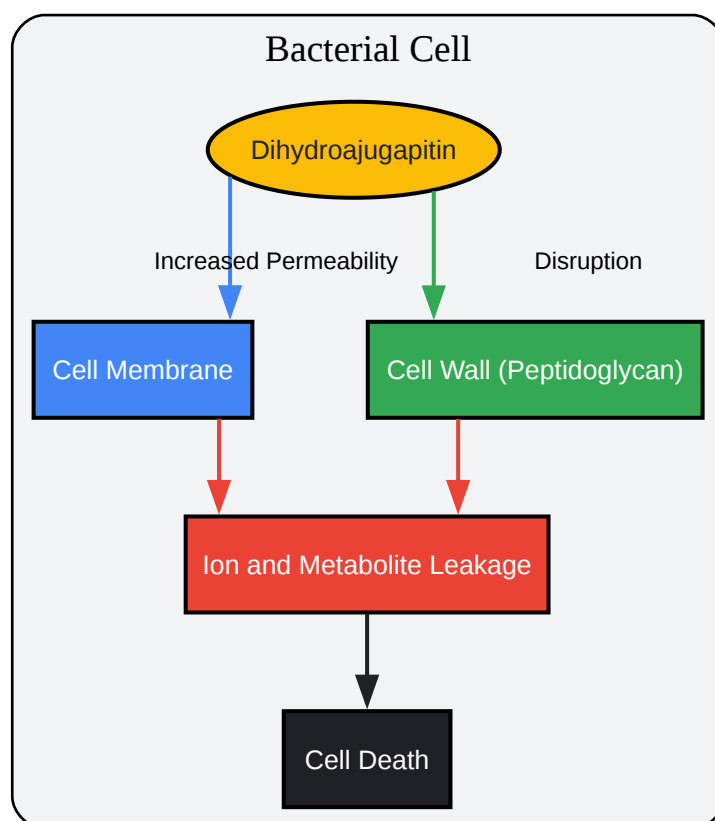 Bacterial Cell
Dihydroajugapitin
Increased Permeability
Disruption
Cell Membrane
Cell Wall (Peptidoglycan)
Ion and Metabolite Leakage
Cell Death